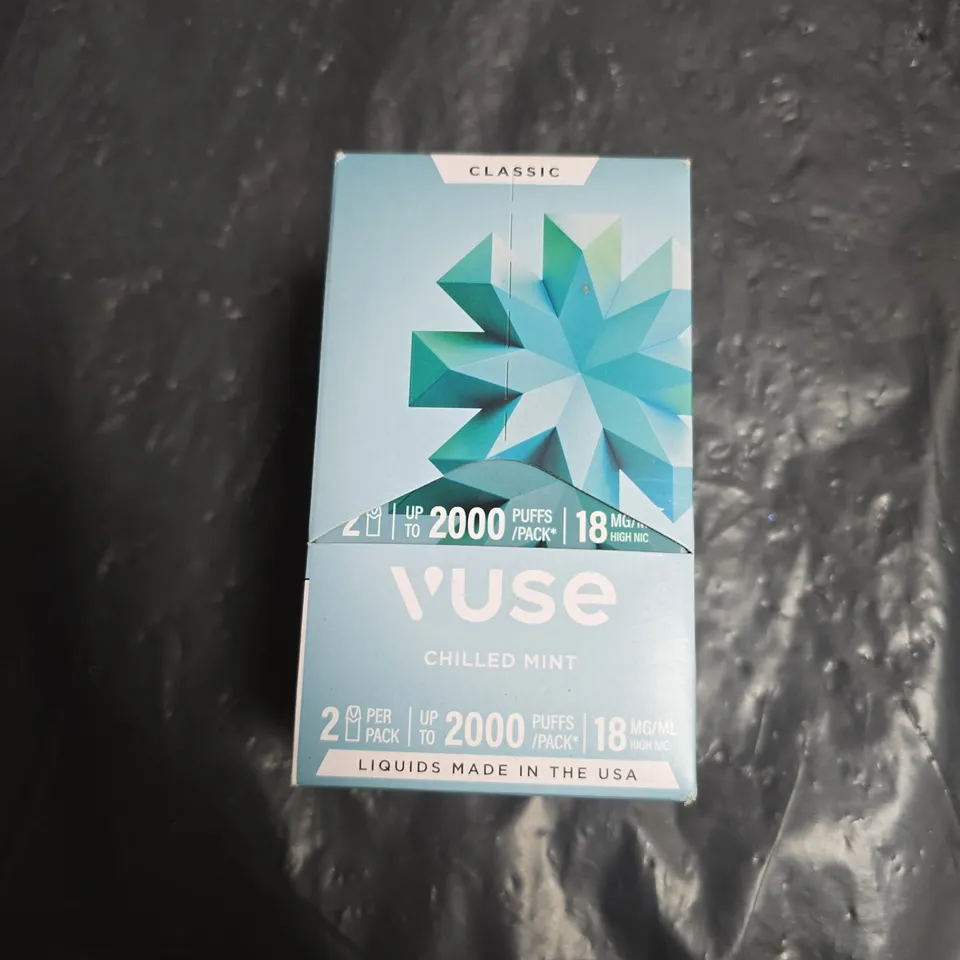 CLASSIC
2 | UP TO 2000 PUFFS /PACK* | 18 MG/M
HIGH NIC
vuse
CHILLED MINT
2 PER PACK | UP TO 2000 PUFFS /PACK* | 18 MG/ML
HIGH NIC
LIQUIDS MADE IN THE USA